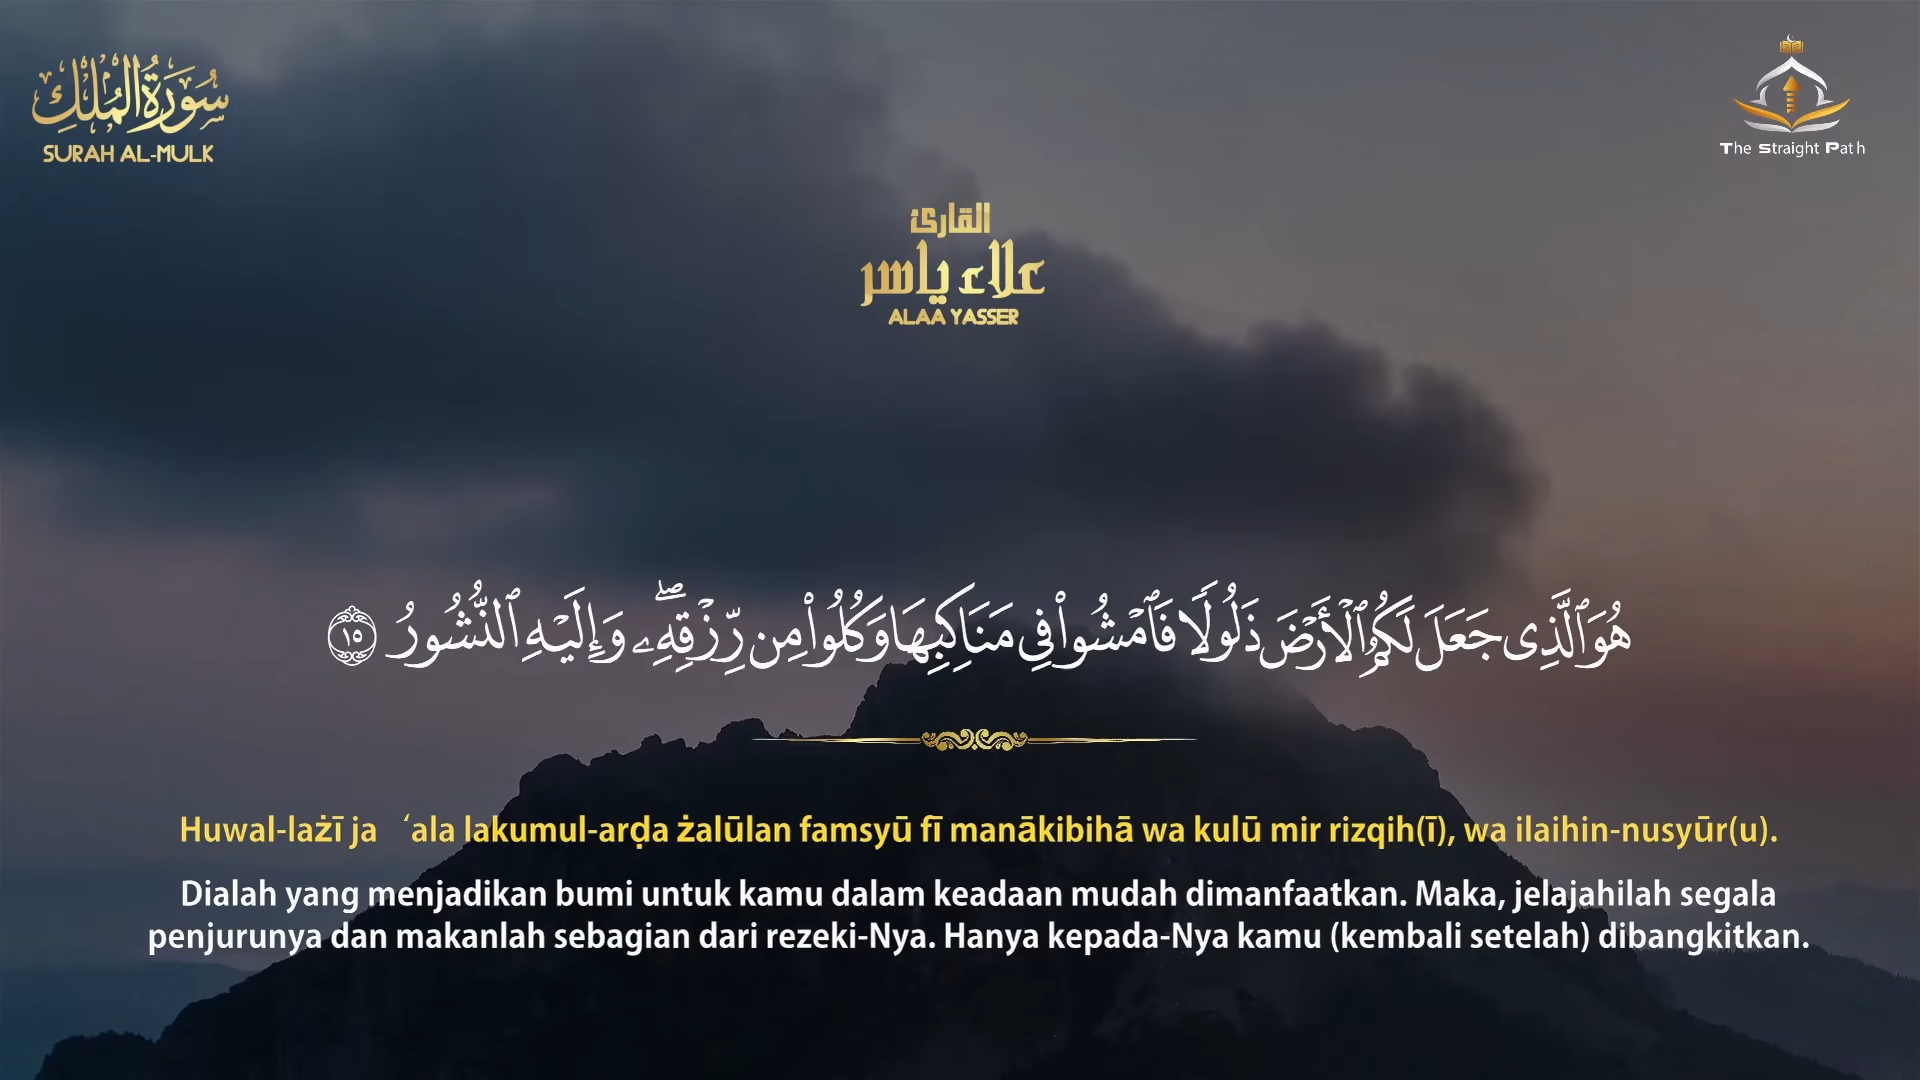 سُورَةُ الْمُلْكِ
SURAH AL-MULK
The Straight Path
القارئ
علاء ياسر
ALAA YASSER
هُوَ ٱلَّذِى جَعَلَ لَكُمُ ٱلْأَرْضَ ذَلُولًا فَٱمْشُوا۟ فِى مَنَاكِبِهَا وَكُلُوا۟ مِن رِّزْقِهِۦ ۖ وَإِلَيْهِ ٱلنُّشُورُ ١٥
Huwal-lażī ja ‘ala lakumul-arḍa żalūlan famsyū fī manākibihā wa kulū mir rizqih(ī), wa ilaihin-nusyūr(u).
Dialah yang menjadikan bumi untuk kamu dalam keadaan mudah dimanfaatkan. Maka, jelajahilah segala
penjurunya dan makanlah sebagian dari rezeki-Nya. Hanya kepada-Nya kamu (kembali setelah) dibangkitkan.